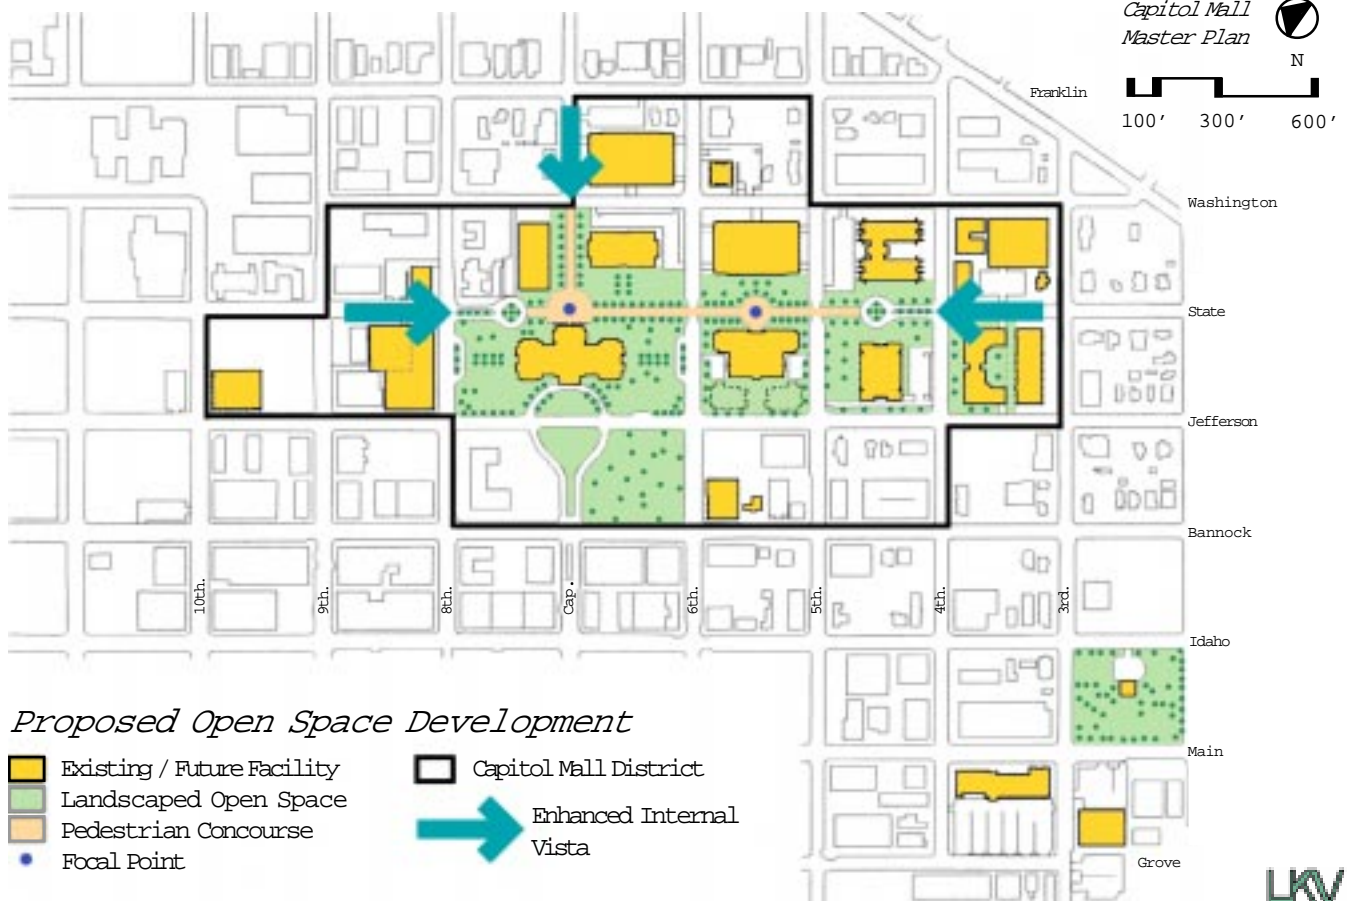 Capitol Mall
Master Plan
N
Franklin
100' 300' 600'
Washington
State
Jefferson
Bannock
10th. 9th. 8th. Cap. 6th. 5th. 4th. 3rd.
Idaho
Proposed Open Space Development
Main
Existing / Future Facility
Capitol Mall District
Landscaped Open Space
Enhanced Internal
Vista
Pedestrian Concourse
Focal Point
Grove
LKV